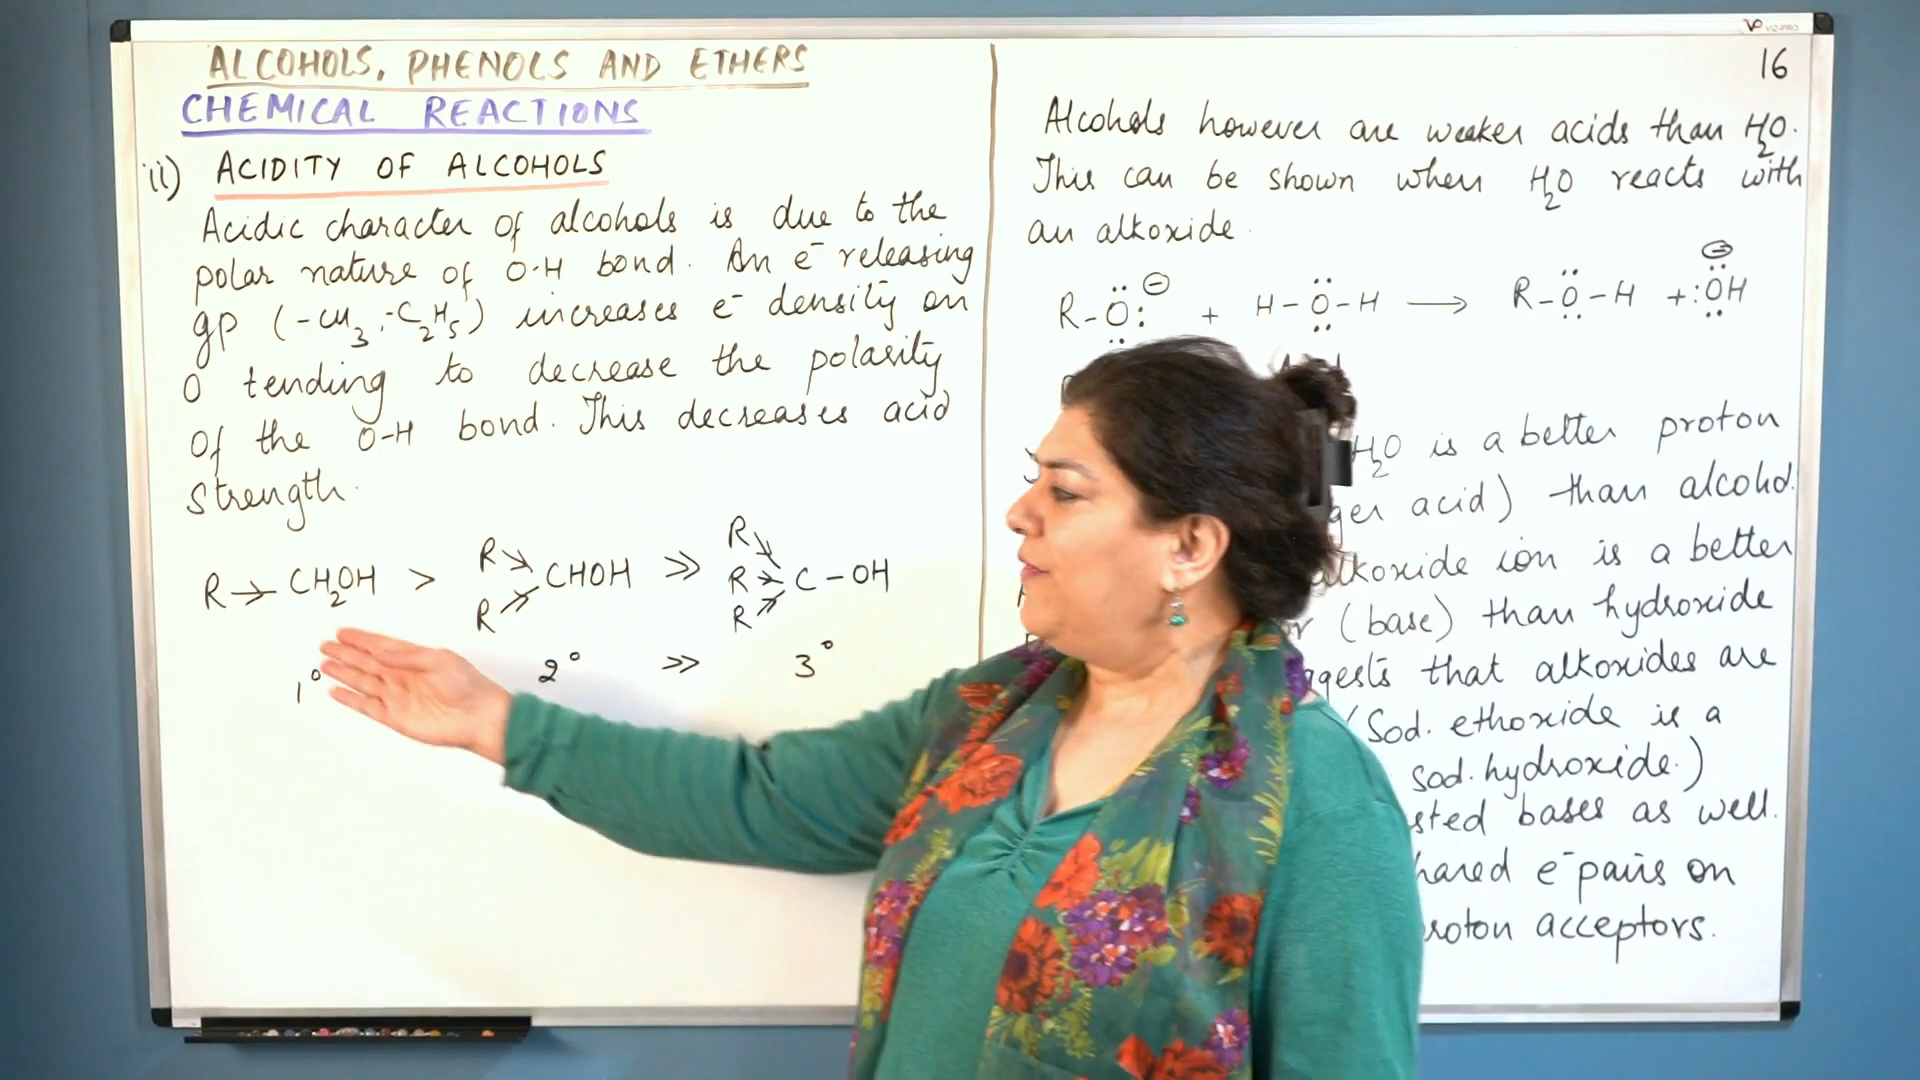 ALCOHOLS, PHENOLS AND ETHERS
CHEMICAL REACTIONS
ii) ACIDITY OF ALCOHOLS
Acidic character of alcohols is due to the
polar nature of O-H bond. An e⁻ releasing
gp (-CH₃, -C₂H₅) increases e⁻ density on
O tending to decrease the polarity
Of the O-H bond. This decreases acid
Strength.
R→CH₂OH > R R CHOH ≫ R R R C-OH
1° 2° ≫ 3°
16
Alcohols however are weaker acids than H₂O.
This can be shown when H₂O reacts with
an alkoxide.
R-Ö:⊖ + H-O-H → R-O-H + :OH ⊖
H₂O is a better proton
acid) than alcohol.
alkoxide ion is a better
(base) than hydroxide
that alkoxides are
(Sod. ethoxide is a
sod. hydroxide.)
bases as well.
e⁻ pairs on
proton acceptors.